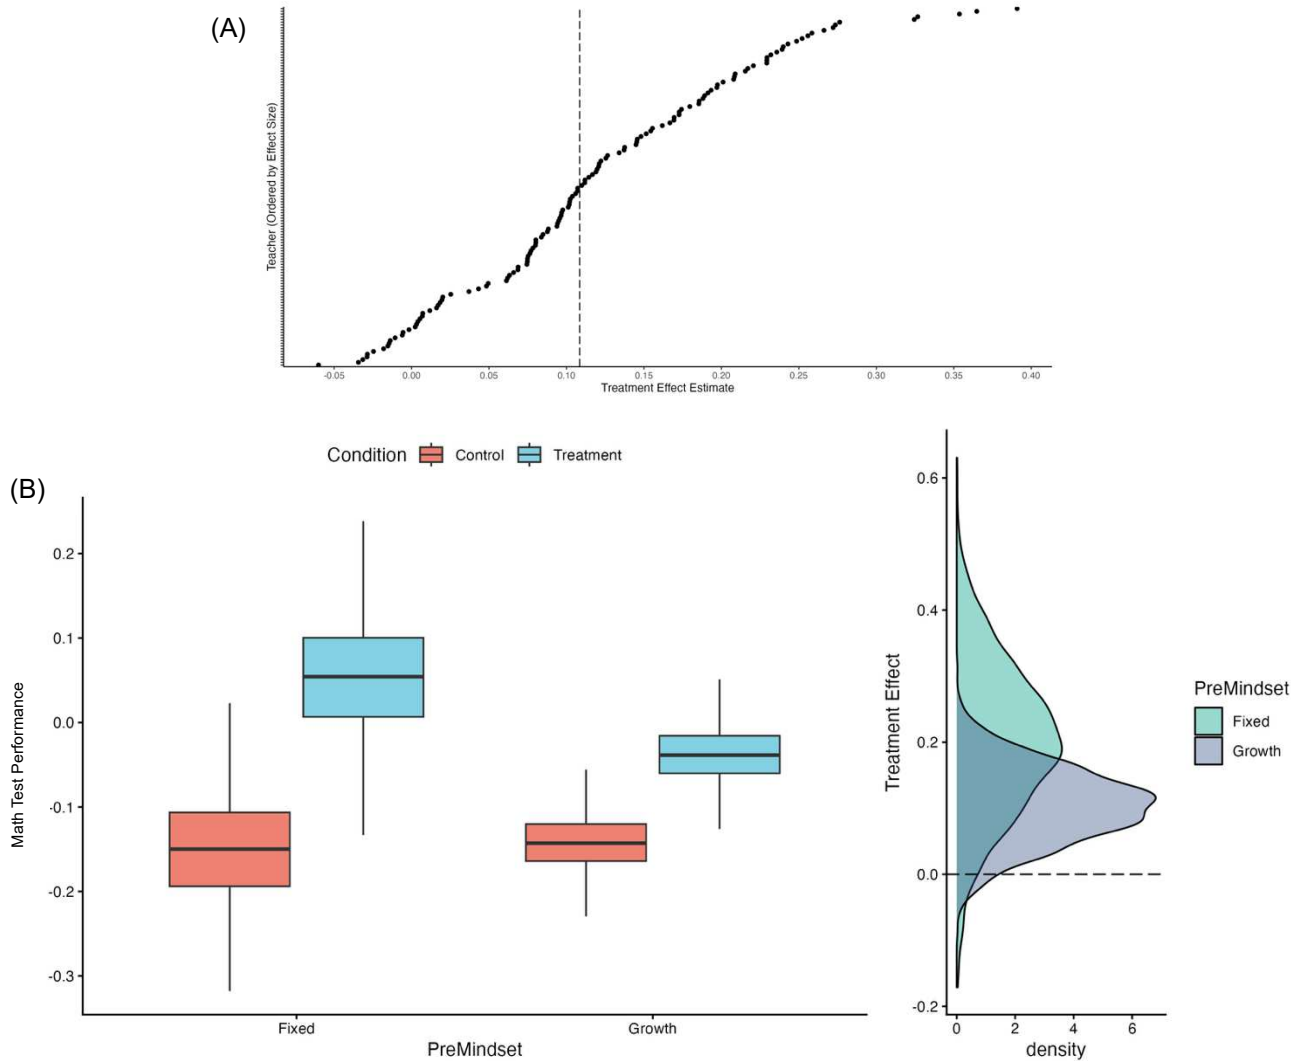 (A)
Teacher (Ordered by Effect Size)
-0.05 0.00 0.05 0.10 0.15 0.20 0.25 0.30 0.35 0.40
Treatment Effect Estimate
(B)
Condition Control Treatment
Math Test Performance
0.2
0.1
0.0
-0.1
-0.2
-0.3
Fixed Growth
PreMindset
Treatment Effect
0.6
0.4
0.2
0.0
-0.2
0 2 4 6
density
PreMindset
Fixed
Growth